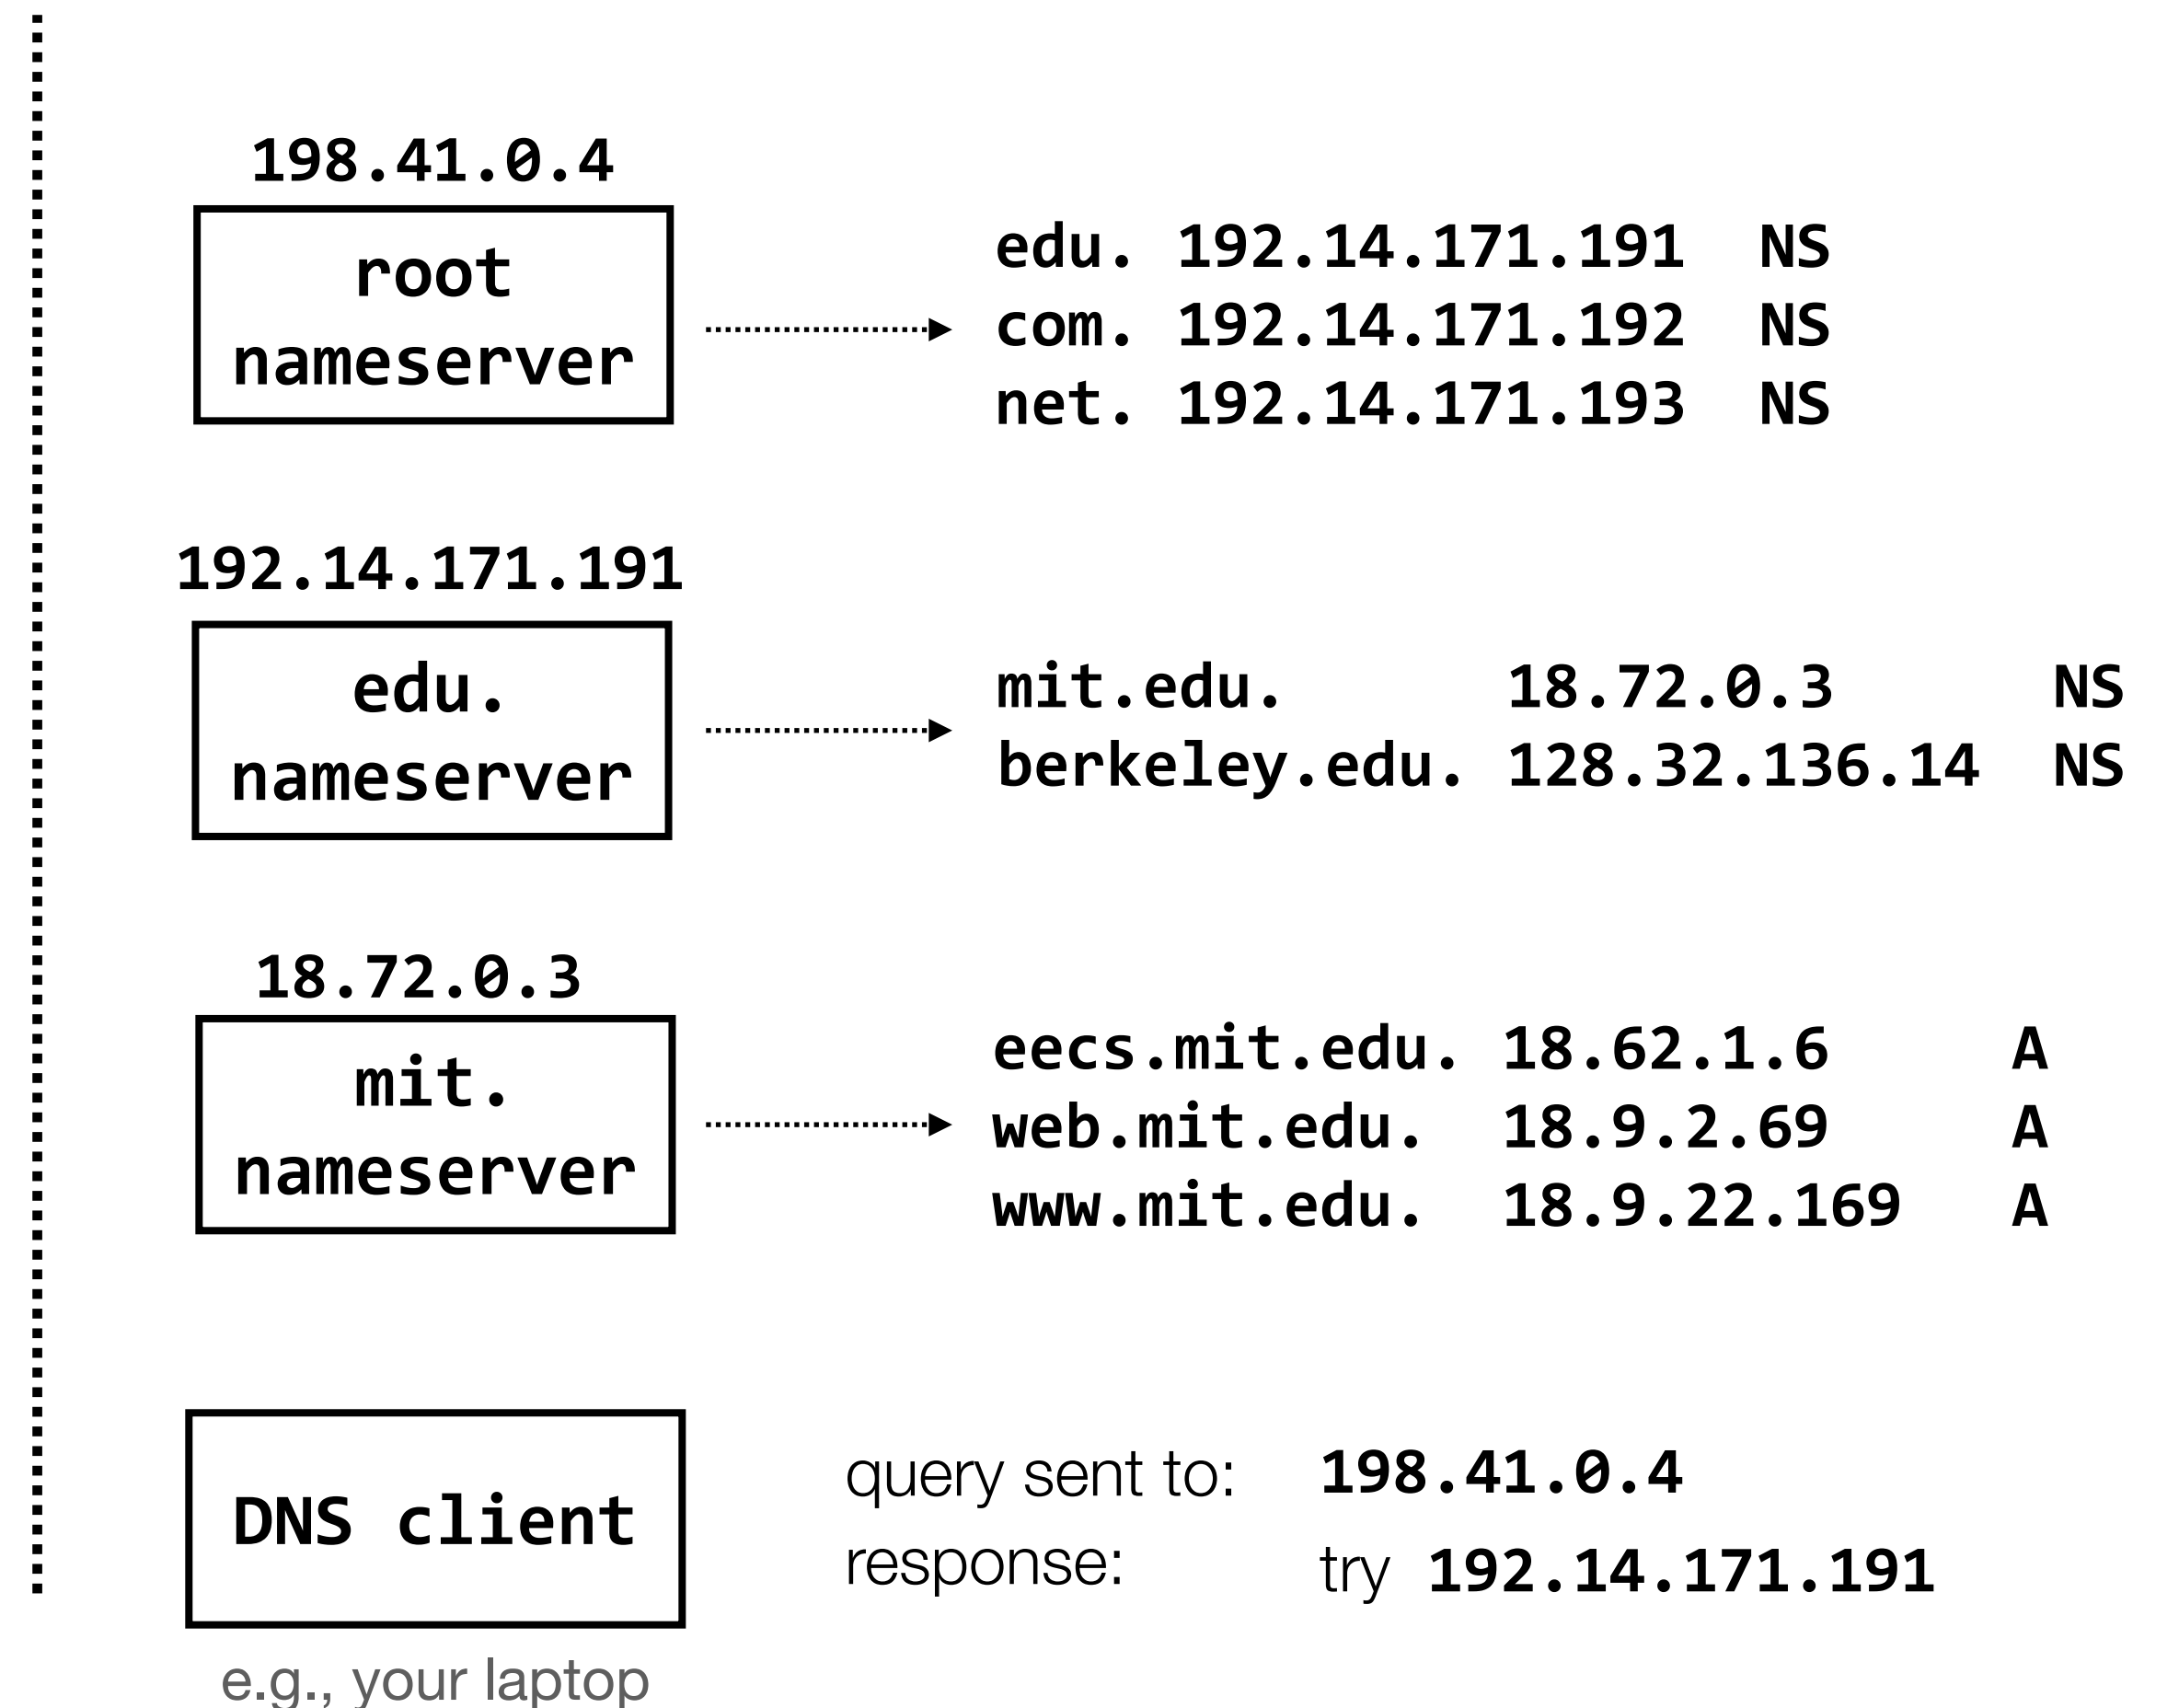 198.41.0.4
root
nameserver
edu. 192.14.171.191 NS
com. 192.14.171.192 NS
net. 192.14.171.193 NS
192.14.171.191
edu.
nameserver
mit.edu. 18.72.0.3 NS
berkeley.edu. 128.32.136.14 NS
18.72.0.3
mit.
nameserver
eecs.mit.edu. 18.62.1.6 A
web.mit.edu. 18.9.2.69 A
www.mit.edu. 18.9.22.169 A
DNS client
e.g., your laptop
query sent to: 198.41.0.4
response: try 192.14.171.191